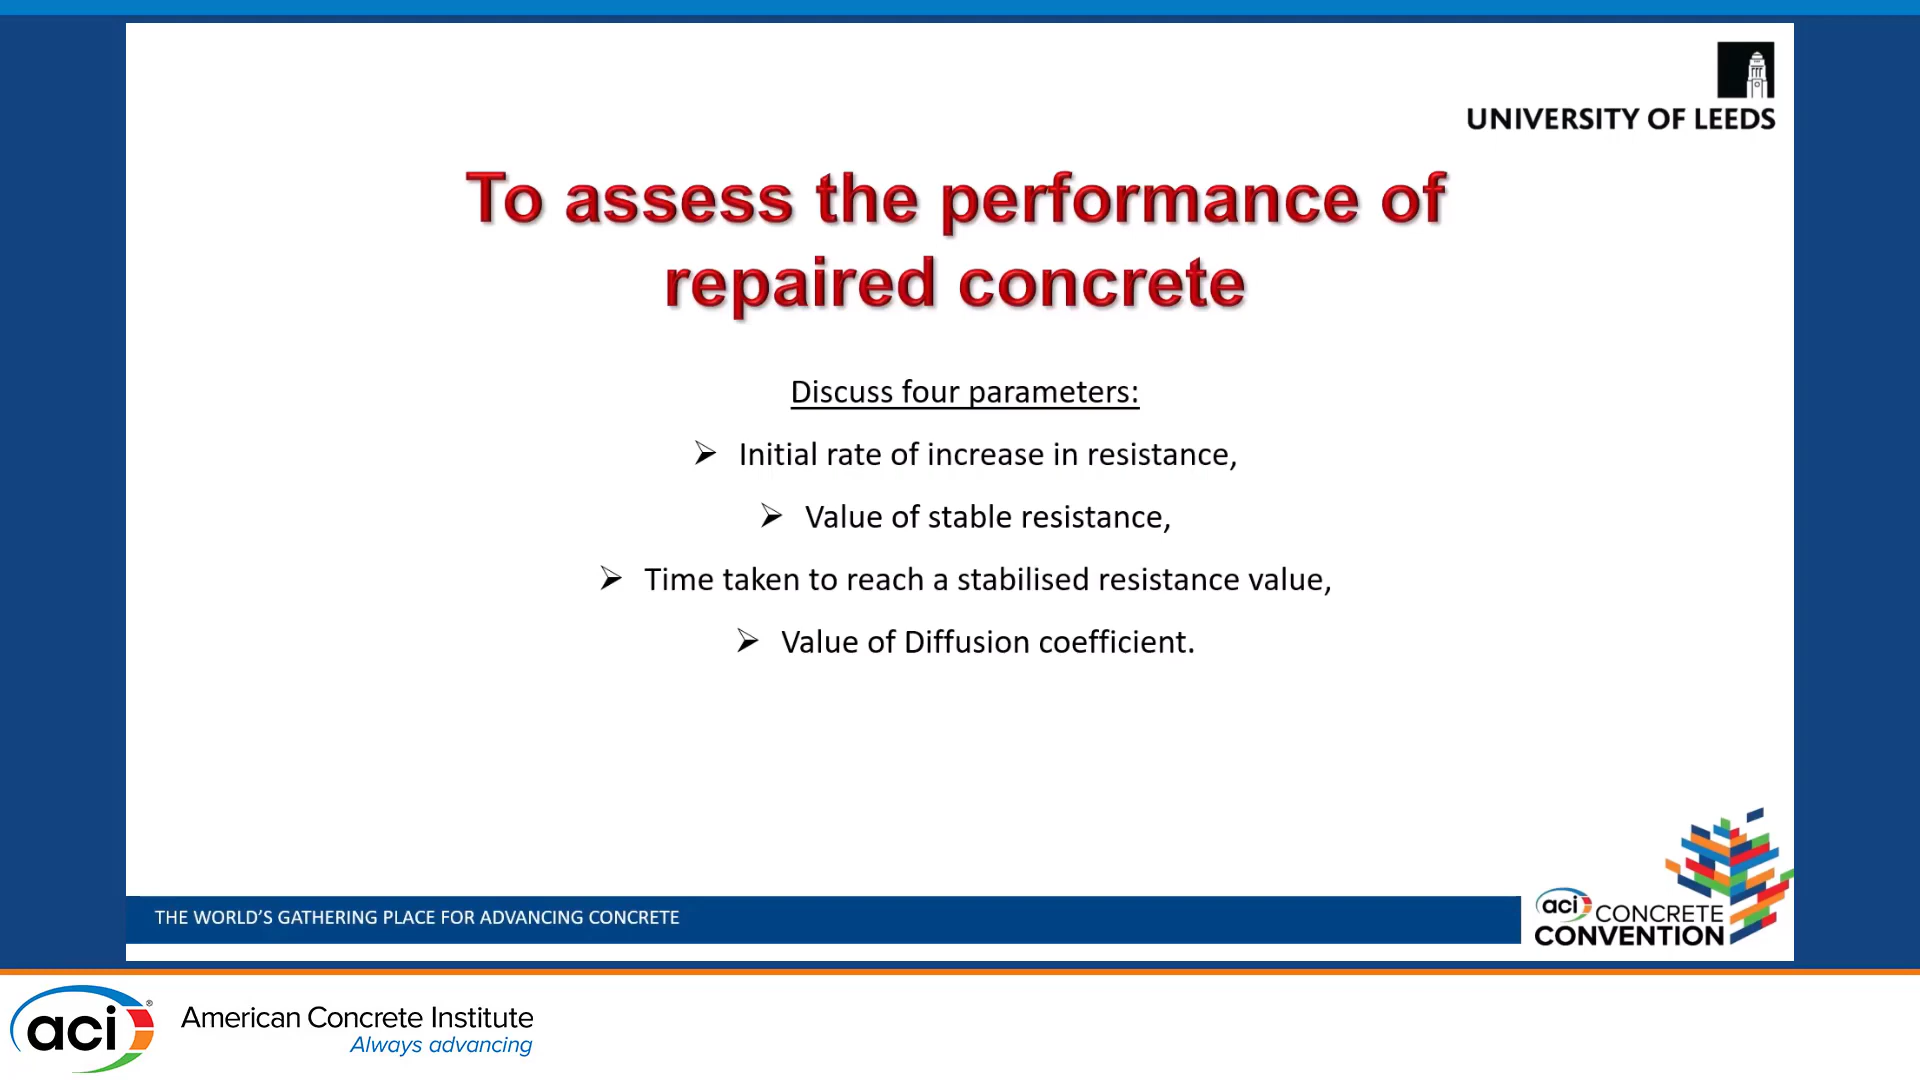 UNIVERSITY OF LEEDS
To assess the performance of
repaired concrete
Discuss four parameters:
➢ Initial rate of increase in resistance,
➢ Value of stable resistance,
➢ Time taken to reach a stabilised resistance value,
➢ Value of Diffusion coefficient.
THE WORLD'S GATHERING PLACE FOR ADVANCING CONCRETE
aci CONCRETE
CONVENTION
aci® American Concrete Institute
Always advancing